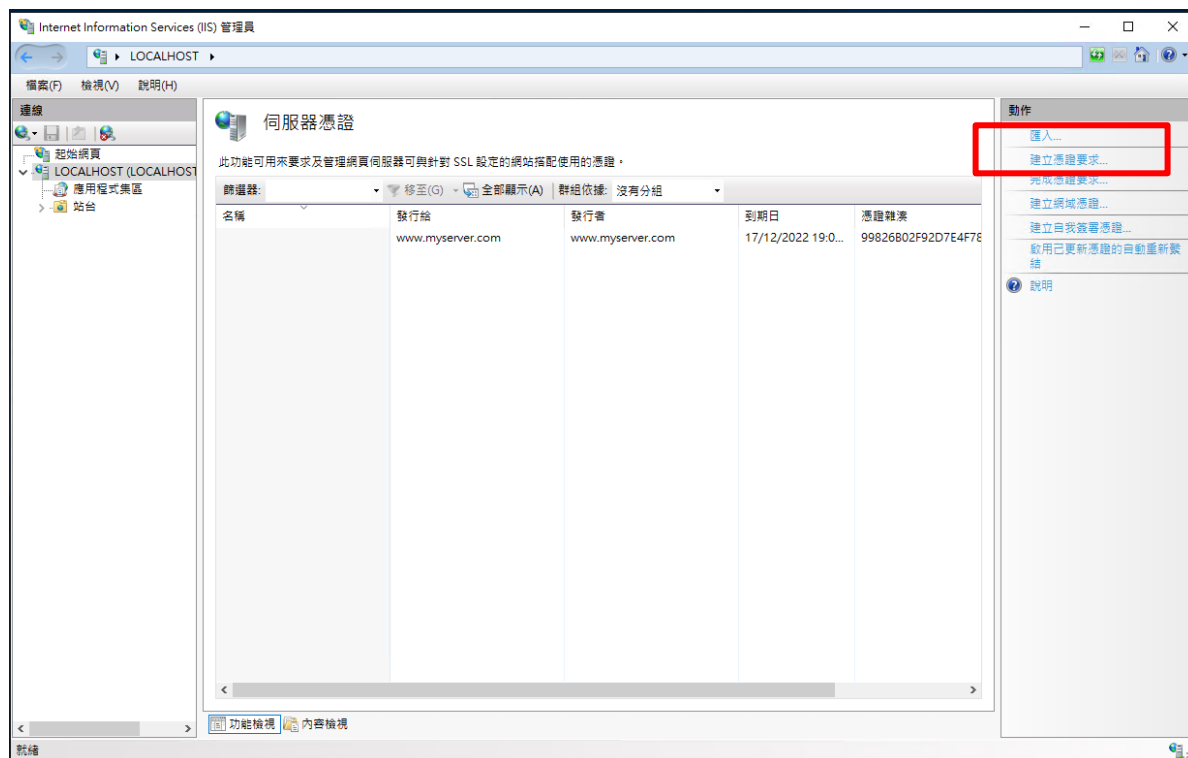 Internet Information Services (IIS) 管理員
LOCALHOST
檔案(F) 檢視(V) 說明(H)
連線
起始網頁
LOCALHOST (LOCALHOST
應用程式集區
站台
伺服器憑證
此功能可用來要求及管理網頁伺服器可與針對 SSL 設定的網站搭配使用的憑證。
篩選器: 移至(G) 全部顯示(A) 群組依據: 沒有分組
名稱 發行給 發行者 到期日 憑證雜湊
www.myserver.com www.myserver.com 17/12/2022 19:0... 99826B02F92D7E4F78
功能檢視 內容檢視
就緒
動作
匯入...
建立憑證要求...
完成憑證要求...
建立網域憑證...
建立自我簽署憑證...
啟用已更新憑證的自動重新繫
結
說明